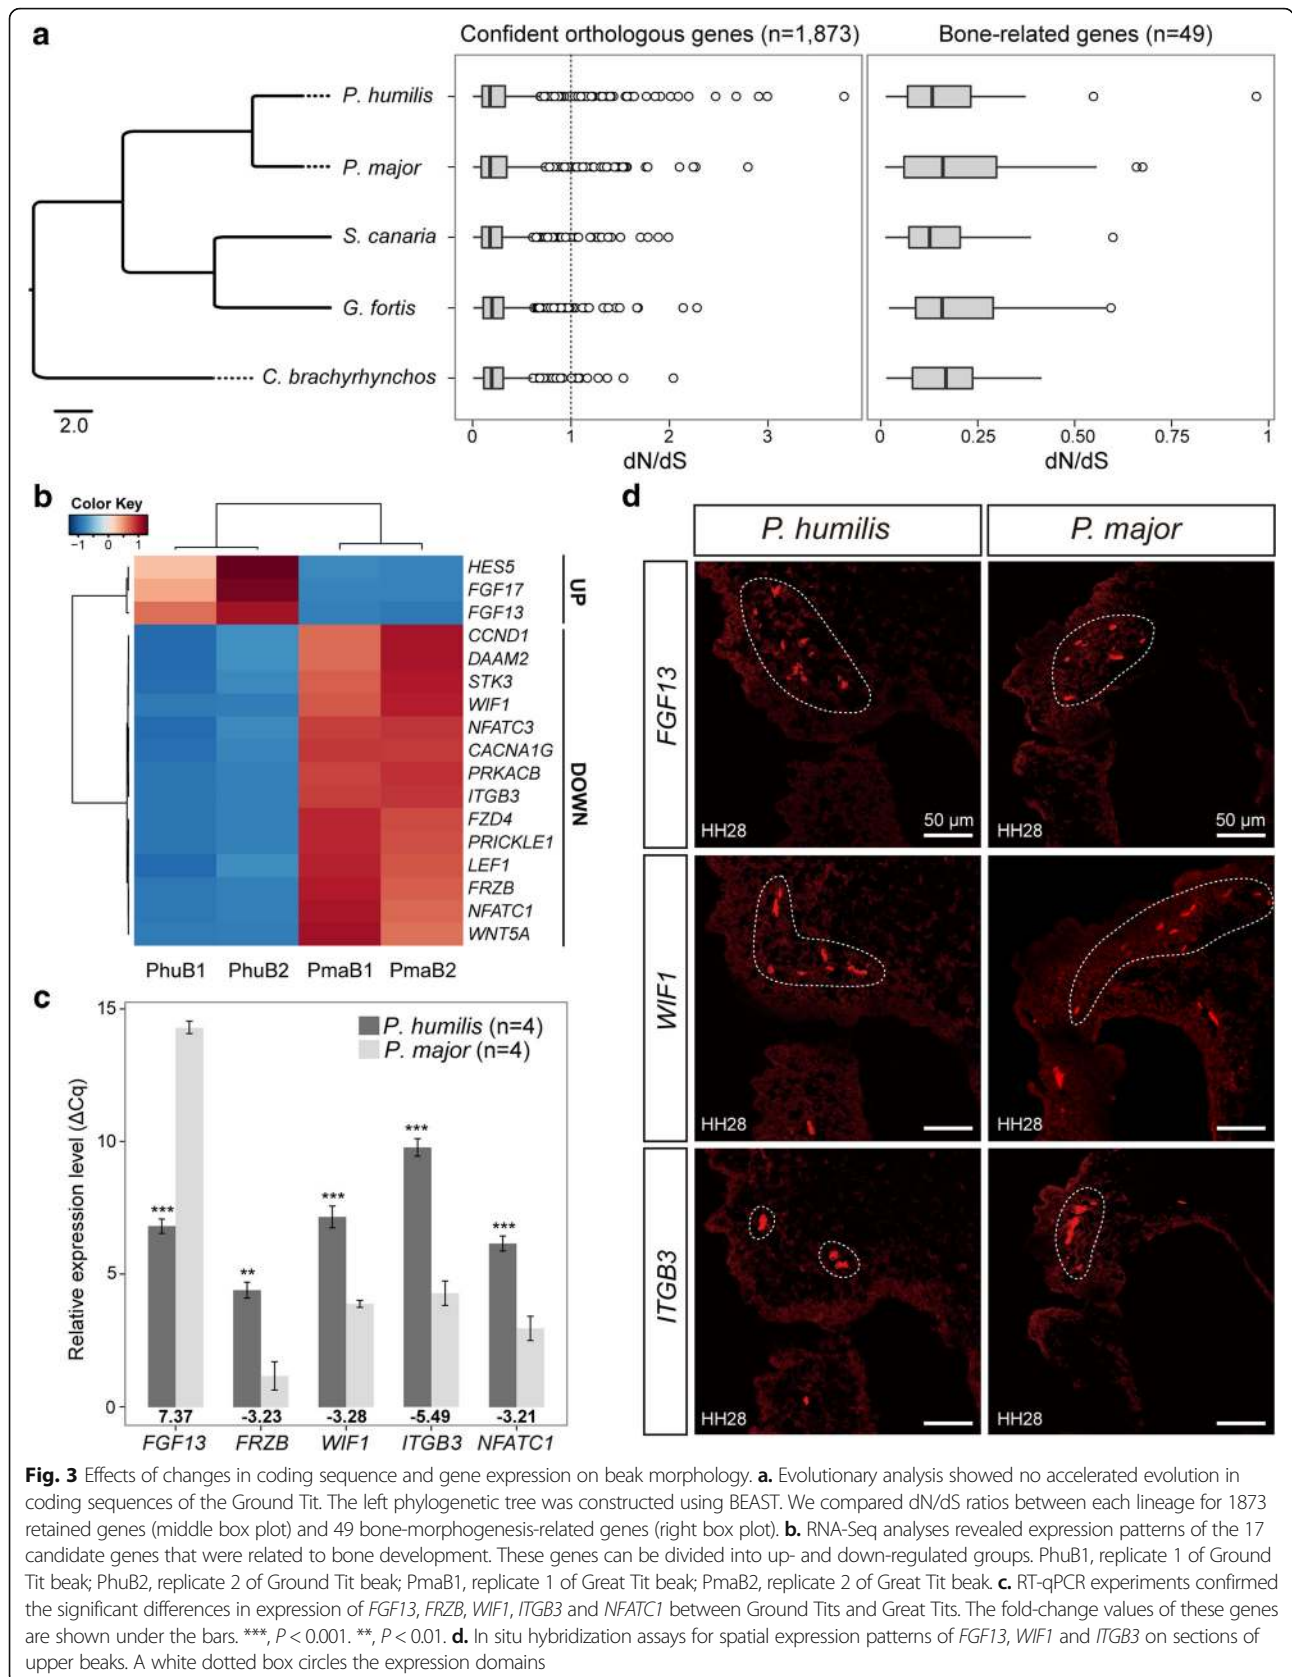 a
Confident orthologous genes (n=1,873)
Bone-related genes (n=49)
P. humilis
P. major
S. canaria
G. fortis
C. brachyrhynchos
2.0
0 1 2 3
dN/dS
0 0.25 0.50 0.75 1
dN/dS
b
Color Key
−1 0 1
HES5
FGF17
FGF13
CCND1
DAAM2
STK3
WIF1
NFATC3
CACNA1G
PRKACB
ITGB3
FZD4
PRICKLE1
LEF1
FRZB
NFATC1
WNT5A
UP
DOWN
PhuB1 PhuB2 PmaB1 PmaB2
c
15
10
5
0
Relative expression level (ΔCq)
P. humilis (n=4)
P. major (n=4)
***
**
***
***
***
7.37 -3.23 -3.28 -5.49 -3.21
FGF13 FRZB WIF1 ITGB3 NFATC1
d
P. humilis
P. major
FGF13
HH28
50 µm
HH28
50 µm
WIF1
HH28
HH28
ITGB3
HH28
HH28
Fig. 3 Effects of changes in coding sequence and gene expression on beak morphology. a. Evolutionary analysis showed no accelerated evolution in
coding sequences of the Ground Tit. The left phylogenetic tree was constructed using BEAST. We compared dN/dS ratios between each lineage for 1873
retained genes (middle box plot) and 49 bone-morphogenesis-related genes (right box plot). b. RNA-Seq analyses revealed expression patterns of the 17
candidate genes that were related to bone development. These genes can be divided into up- and down-regulated groups. PhuB1, replicate 1 of Ground
Tit beak; PhuB2, replicate 2 of Ground Tit beak; PmaB1, replicate 1 of Great Tit beak; PmaB2, replicate 2 of Great Tit beak. c. RT-qPCR experiments confirmed
the significant differences in expression of FGF13, FRZB, WIF1, ITGB3 and NFATC1 between Ground Tits and Great Tits. The fold-change values of these genes
are shown under the bars. ***, P < 0.001. **, P < 0.01. d. In situ hybridization assays for spatial expression patterns of FGF13, WIF1 and ITGB3 on sections of
upper beaks. A white dotted box circles the expression domains